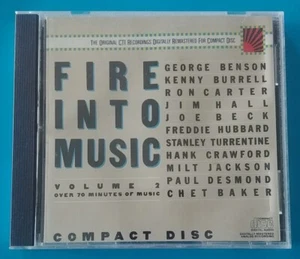 THE ORIGINAL CTI RECORDINGS DIGITALLY REMASTERED FOR COMPACT DISC
FIRE
INTO
MUSIC
VOLUME 2
OVER 70 MINUTES OF MUSIC
GEORGE BENSON
KENNY BURRELL
RON CARTER
JIM HALL
JOE BECK
FREDDIE HUBBARD
STANLEY TURRENTINE
HANK CRAWFORD
MILT JACKSON
PAUL DESMOND
CHET BAKER
COMPACT DISC